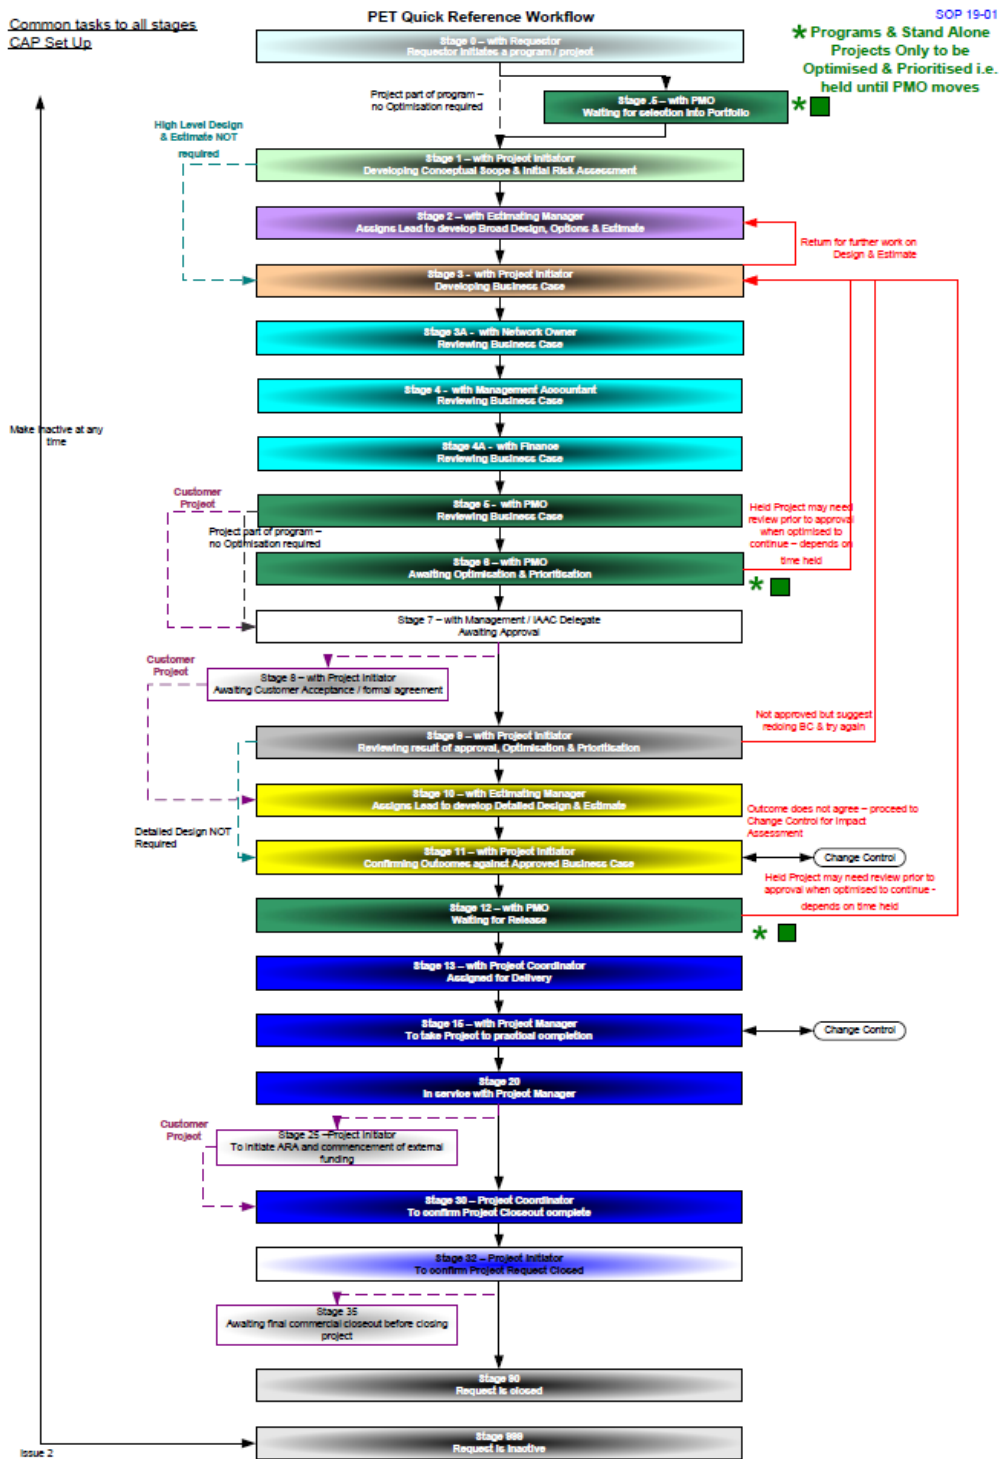 Common tasks to all stages
CAP Set Up
PET Quick Reference Workflow
SOP 19-01
* Programs & Stand Alone
Projects Only to be
Optimised & Prioritised i.e.
held until PMO moves
Stage 0 – with Requestor
Requestor initiates a program / project
Project part of program –
no Optimisation required
Stage .5 – with PMO
Waiting for selection into Portfolio
*
High Level Design
& Estimate NOT
required
Stage 1 – with Project Initiatorr
Developing Conceptual Scope & Initial Risk Assessment
Stage 2 – with Estimating Manager
Assigns Lead to develop Broad Design, Options & Estimate
Return for further work on
Design & Estimate
Stage 3 - with Project Initiator
Developing Business Case
Stage 3A - with Network Owner
Reviewing Business Case
Stage 4 - with Management Accountant
Reviewing Business Case
Make Inactive at any
time
Stage 4A - with Finance
Reviewing Business Case
Customer
Project
Stage 5 - with PMO
Reviewing Business Case
Project part of program –
no Optimisation required
Held Project may need
review prior to approval
when optimised to
continue – depends on
time held
Stage 6 – with PMO
Awaiting Optimisation & Prioritisation
*
Stage 7 – with Management / IAAC Delegate
Awaiting Approval
Customer
Project
Stage 8 – with Project Initiator
Awaiting Customer Acceptance / formal agreement
Not approved but suggest
redoing BC & try again
Stage 9 – with Project Initiator
Reviewing result of approval, Optimisation & Prioritisation
Stage 10 – with Estimating Manager
Assigns Lead to develop Detailed Design & Estimate
Outcome does not agree – proceed to
Change Control for Impact
Assessment
Detailed Design NOT
Required
Stage 11 – with Project Initiator
Confirming Outcomes against Approved Business Case
Change Control
Held Project may need review prior to
approval when optimised to continue -
depends on time held
Stage 12 – with PMO
Waiting for Release
*
Stage 13 – with Project Coordinator
Assigned for Delivery
Stage 15 – with Project Manager
To take Project to practical completion
Change Control
Stage 20
In service with Project Manager
Customer
Project
Stage 25 –Project Initiator
To initiate ARA and commencement of external
funding
Stage 30 – Project Coordinator
To confirm Project Closeout complete
Stage 32 – Project Initiator
To confirm Project Request Closed
Stage 35
Awaiting final commercial closeout before closing
project
Stage 90
Request is closed
Stage 999
Request is Inactive
Issue 2